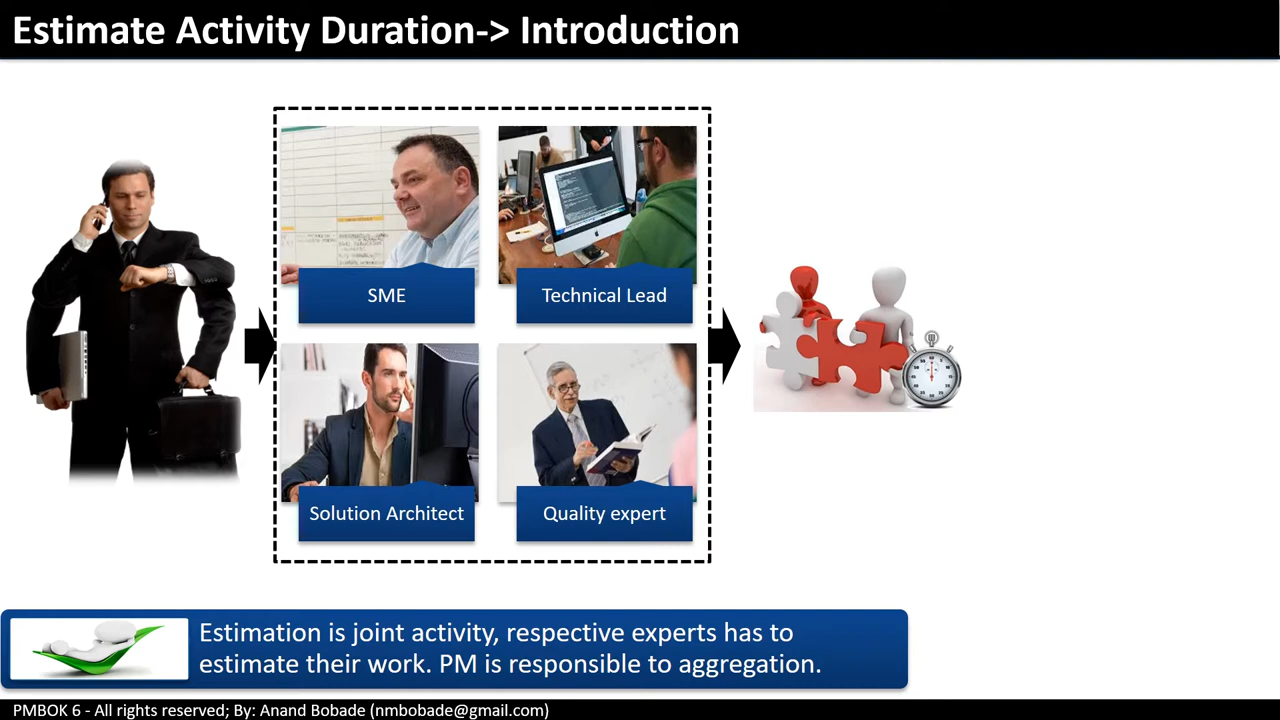 Estimate Activity Duration-> Introduction
SME
Technical Lead
Solution Architect
Quality expert
Estimation is joint activity, respective experts has to
estimate their work. PM is responsible to aggregation.
PMBOK 6 - All rights reserved; By: Anand Bobade (nmbobade@gmail.com)